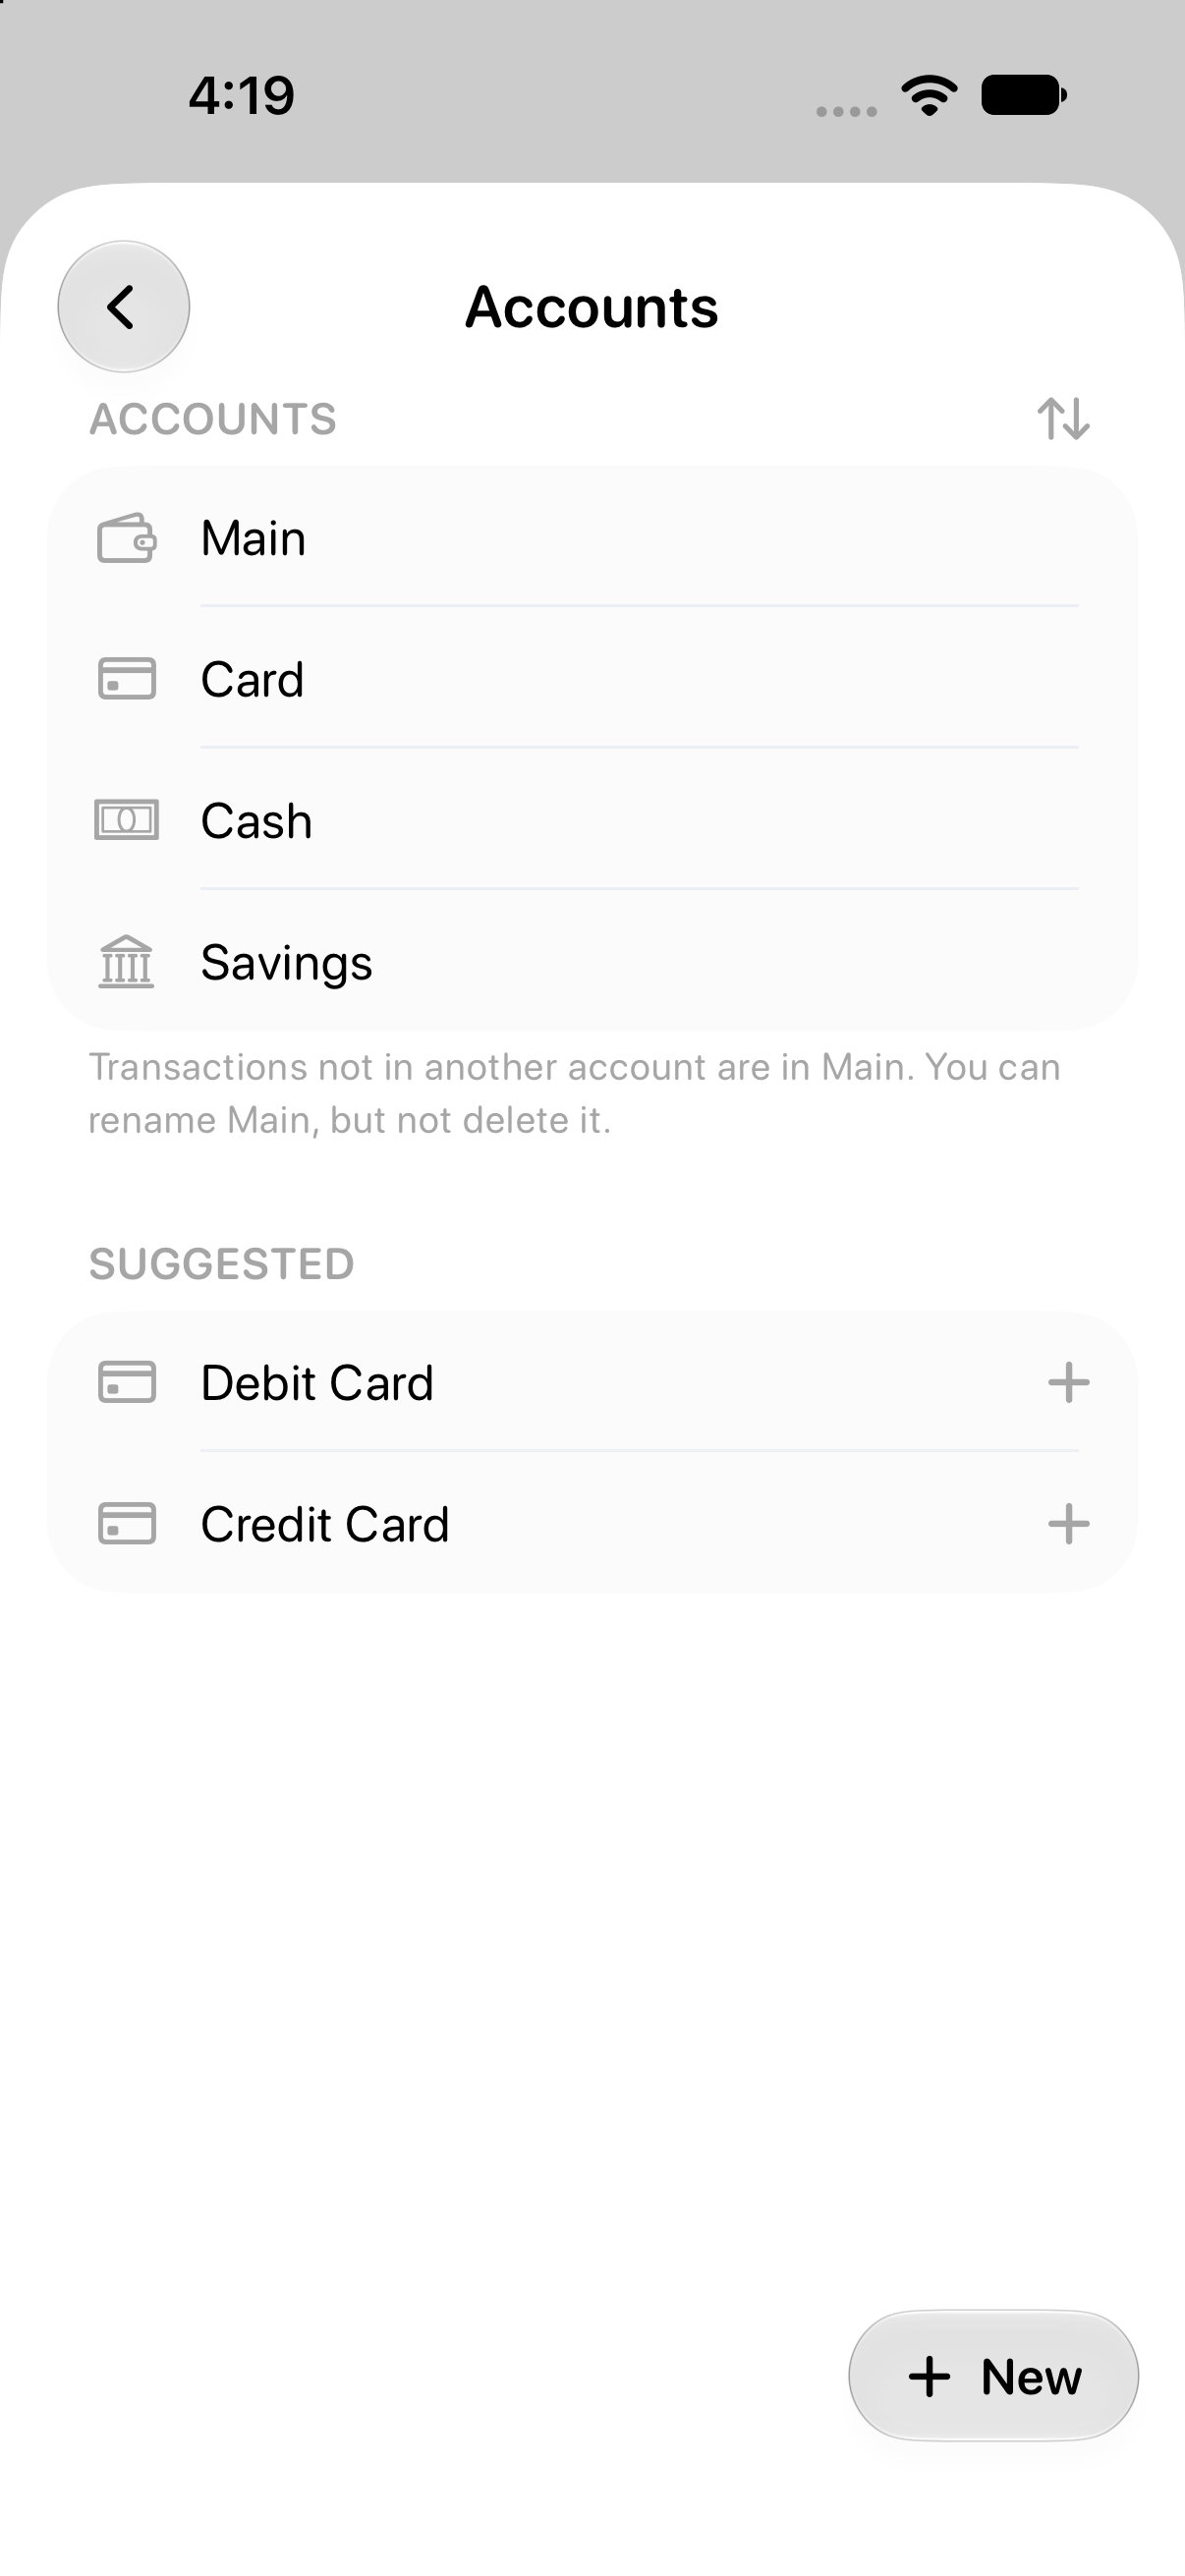 4:19
Accounts
ACCOUNTS
Main
Card
Cash
Savings
Transactions not in another account are in Main. You can
rename Main, but not delete it.
SUGGESTED
Debit Card
Credit Card
New